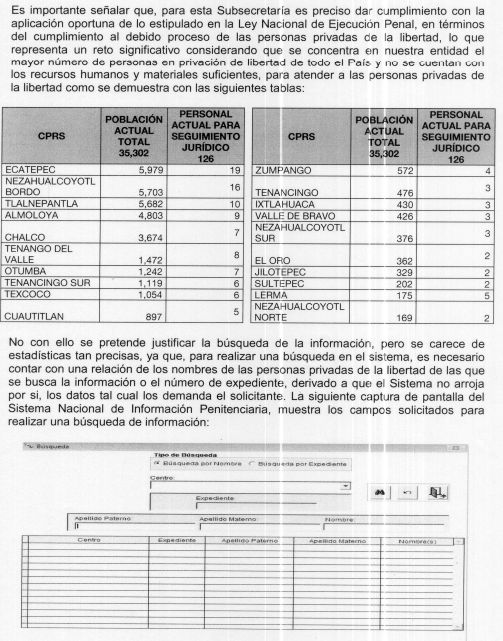 Es importante señalar que, para esta Subsecretaría es preciso dar cumplimiento con la
aplicación oportuna de lo estipulado en la Ley Nacional de Ejecución Penal, en términos
del cumplimiento al debido proceso de las personas privadas de la libertad, lo que
representa un reto significativo considerando que se concentra en nuestra entidad el
mayor número de personas en privación de libertad de todo el País y no se cuentan con
los recursos humanos y materiales suficientes, para atender a las personas privadas de
la libertad como se demuestra con las siguientes tablas:
CPRS POBLACIÓN ACTUAL TOTAL 35,302 PERSONAL ACTUAL PARA SEGUIMIENTO JURÍDICO 126
ECATEPEC 5,979 19
NEZAHUALCOYOTL BORDO 5,703 16
TLALNEPANTLA 5,682 10
ALMOLOYA 4,803 9
CHALCO 3,674 7
TENANGO DEL VALLE 1,472 8
OTUMBA 1,242 7
TENANCINGO SUR 1,119 6
TEXCOCO 1,054 6
CUAUTITLAN 897 5
CPRS POBLACIÓN ACTUAL TOTAL 35,302 PERSONAL ACTUAL PARA SEGUIMIENTO JURÍDICO 126
ZUMPANGO 572 4
TENANCINGO 476 3
IXTLAHUACA 430 3
VALLE DE BRAVO 426 3
NEZAHUALCOYOTL SUR 376 3
EL ORO 362 2
JILOTEPEC 329 2
SULTEPEC 202 2
LERMA 175 5
NEZAHUALCOYOTL NORTE 169 2
No con ello se pretende justificar la búsqueda de la información, pero se carece de
estadísticas tan precisas, ya que, para realizar una búsqueda en el sistema, es necesario
contar con una relación de los nombres de las personas privadas de la libertad de las que
se busca la información o el número de expediente, derivado a que el Sistema no arroja
por si, los datos tal cual los demanda el solicitante. La siguiente captura de pantalla del
Sistema Nacional de Información Penitenciaria, muestra los campos solicitados para
realizar una búsqueda de información:
Búsqueda
Tipo de Búsqueda
Búsqueda por Nombre Búsqueda por Expediente
Centro:
Expediente:
Apellido Paterno: Apellido Materno: Nombre:
Centro Expediente Apellido Paterno Apellido Materno Nombre(s)